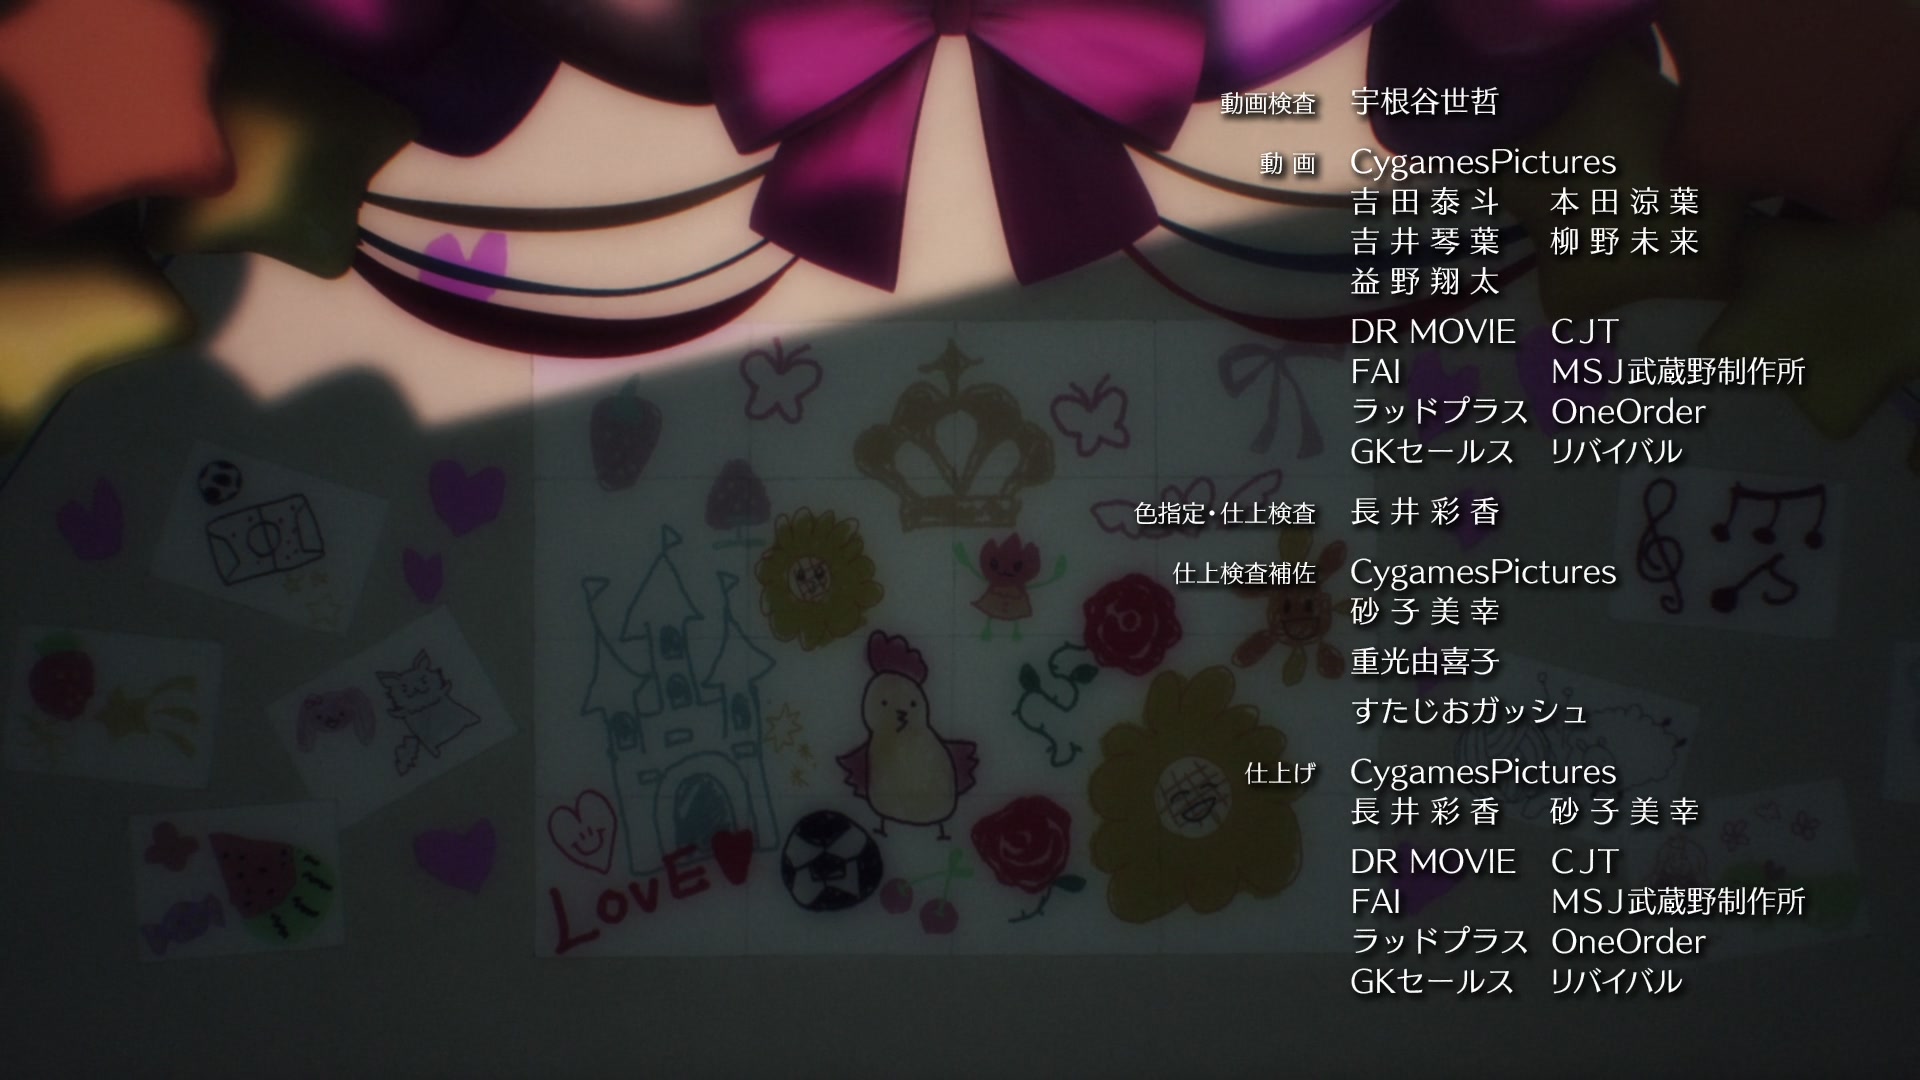 動画検査 宇根谷世哲
動画 CygamesPictures
吉田泰斗 本田涼葉
吉井琴葉 柳野未来
益野翔太
DR MOVIE CJT
FAI MSJ武蔵野制作所
ラッドプラス OneOrder
GKセールス リバイバル
色指定・仕上検査 長井彩香
仕上検査補佐 CygamesPictures
砂子美幸
重光由喜子
すたじおガッシュ
仕上げ CygamesPictures
長井彩香 砂子美幸
DR MOVIE CJT
FAI MSJ武蔵野制作所
ラッドプラス OneOrder
GKセールス リバイバル
LOVE